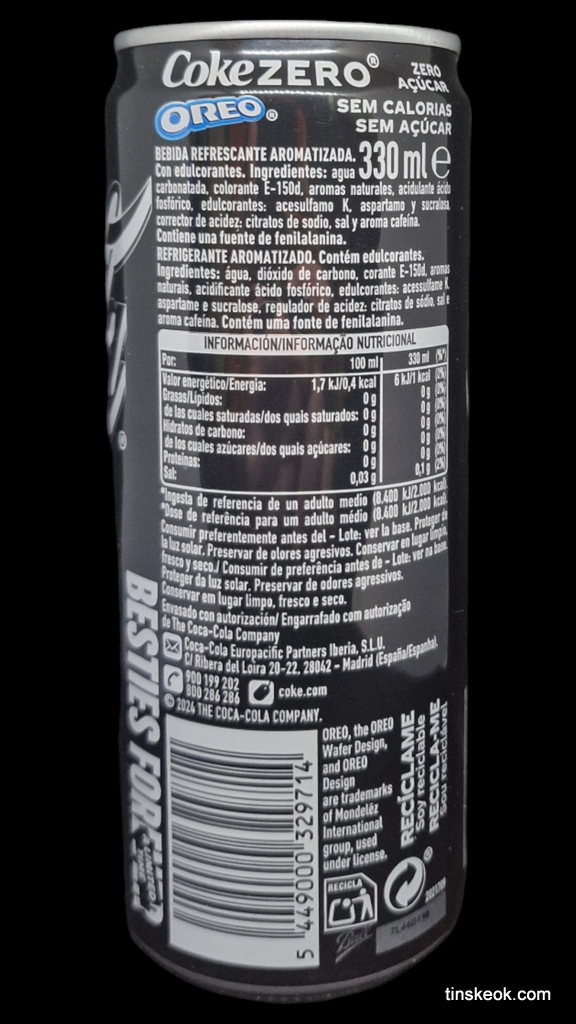 Coke ZERO®
ZERO
AÇÚCAR
OREO®
SEM CALORIAS
SEM AÇÚCAR
BEBIDA REFRESCANTE AROMATIZADA. 330 ml e
Con edulcorantes. Ingredientes: agua
carbonatada, colorante E-150d, aromas naturales, acidulante ácido
fosfórico, edulcorantes: acesulfamo K, aspartamo y sucralosa,
corrector de acidez: citratos de sodio, sal y aroma cafeína.
Contiene una fuente de fenilalanina.
REFRIGERANTE AROMATIZADO. Contém edulcorantes.
Ingredientes: água, dióxido de carbono, corante E-150d, aromas
naturais, acidificante ácido fosfórico, edulcorantes: acessulfame K,
aspartame e sucralose, regulador de acidez: citratos de sódio, sal e
aroma cafeína. Contém uma fonte de fenilalanina.
INFORMACIÓN/INFORMAÇÃO NUTRICIONAL
Por: 100 ml 330 ml (%*)
Valor energético/Energia: 1,7 kJ/0,4 kcal 6 kJ/1 kcal (0%)
Grasas/Lípidos: 0 g 0g (0%)
de las cuales saturadas/dos quais saturados: 0 g 0g (0%)
Hidratos de carbono: 0 g 0g (0%)
de los cuales azúcares/dos quais açúcares: 0 g 0g (0%)
Proteínas: 0 g 0g (0%)
Sal: 0,03 g 0,1 g (2%)
*Ingesta de referencia de un adulto medio (8.400 kJ/2.000 kcal).
*Dose de referência para um adulto médio (8.400 kJ/2.000 kcal).
Consumir preferentemente antes del - Lote: ver la base. Proteger de
la luz solar. Preservar de olores agresivos. Conservar en lugar limpio,
fresco y seco./ Consumir de preferência antes de - Lote: ver na base.
Proteger da luz solar. Preservar de odores agressivos.
Conservar em lugar limpo, fresco e seco.
Envasado con autorización/ Engarrafado com autorização
de The Coca-Cola Company
Coca-Cola Europacific Partners Iberia, S.L.U.
C/ Ribera del Loira 20-22, 28042 - Madrid (España/Espanha).
900 199 202
800 286 286
coke.com
© 2024 THE COCA-COLA COMPANY.
BESTIES FOR
OREO, the OREO
Wafer Design,
and OREO
Design
are trademarks
of Mondelēz
International
group, used
under license.
RECÍCLAME
Soy reciclable
RECICLA-ME
Sou reciclável
5 449000 329714
RECICLA
Ball
tinskeok.com